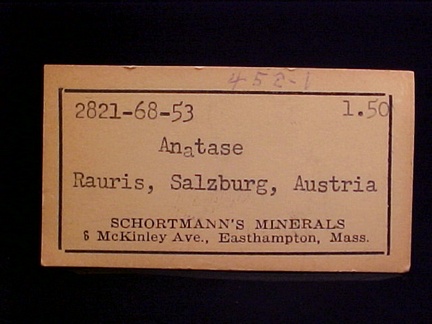 452-1
2821-68-53 1.50
Anatase
Rauris, Salzburg, Austria
SCHORTMANN'S MINERALS
6 McKinley Ave., Easthampton, Mass.